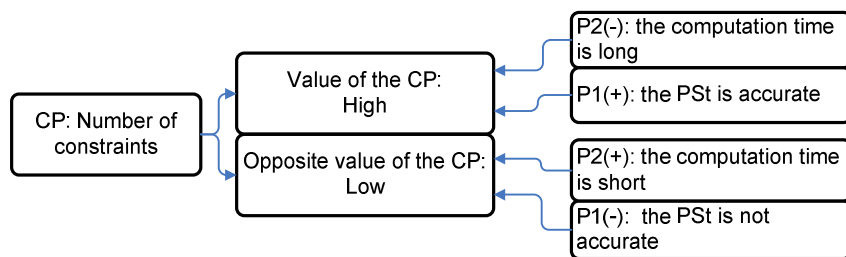 CP: Number of
constraints
Value of the CP:
High
Opposite value of the CP:
Low
P2(-): the computation time
is long
P1(+): the PSt is accurate
P2(+): the computation time
is short
P1(-): the PSt is not
accurate